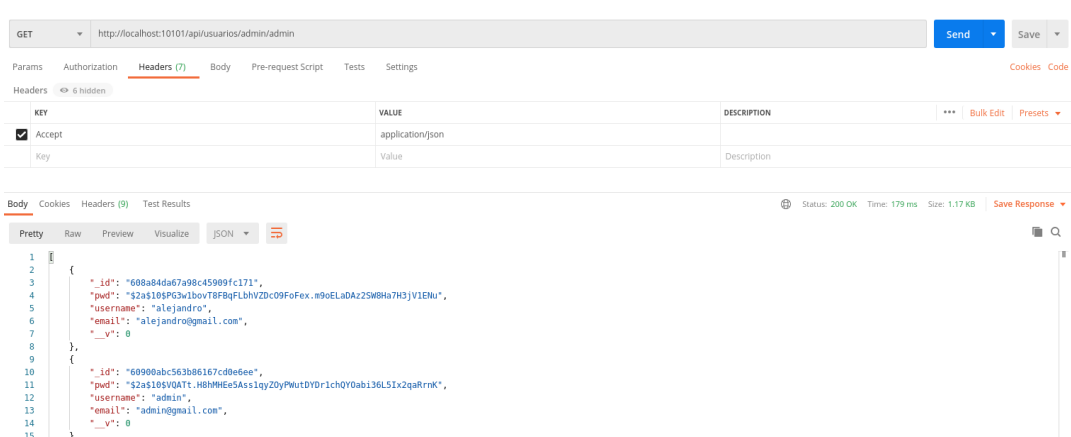 GET http://localhost:10101/api/usuarios/admin/admin Send Save
Params Authorization Headers (7) Body Pre-request Script Tests Settings Cookies Code
Headers 6 hidden
KEY VALUE DESCRIPTION ••• Bulk Edit Presets
Accept application/json
Key Value Description
Body Cookies Headers (9) Test Results Status: 200 OK Time: 179 ms Size: 1.17 KB Save Response
Pretty Raw Preview Visualize JSON
1 [
2 {
3 "_id": "608a84da67a98c45909fc171",
4 "pwd": "$2a$10$PG3w1bovT8FBqFLbhVZDcO9FoFex.m9oELaDAz2SW8Ha7H3jV1ENu",
5 "username": "alejandro",
6 "email": "alejandro@gmail.com",
7 "__v": 0
8 },
9 {
10 "_id": "60900abc563b86167cd0e6ee",
11 "pwd": "$2a$10$VQATt.H8hMHEe5Ass1qyZOyPWutDYDr1chQYOabi36L5Ix2qaRrnK",
12 "username": "admin",
13 "email": "admin@gmail.com",
14 "__v": 0
15 }